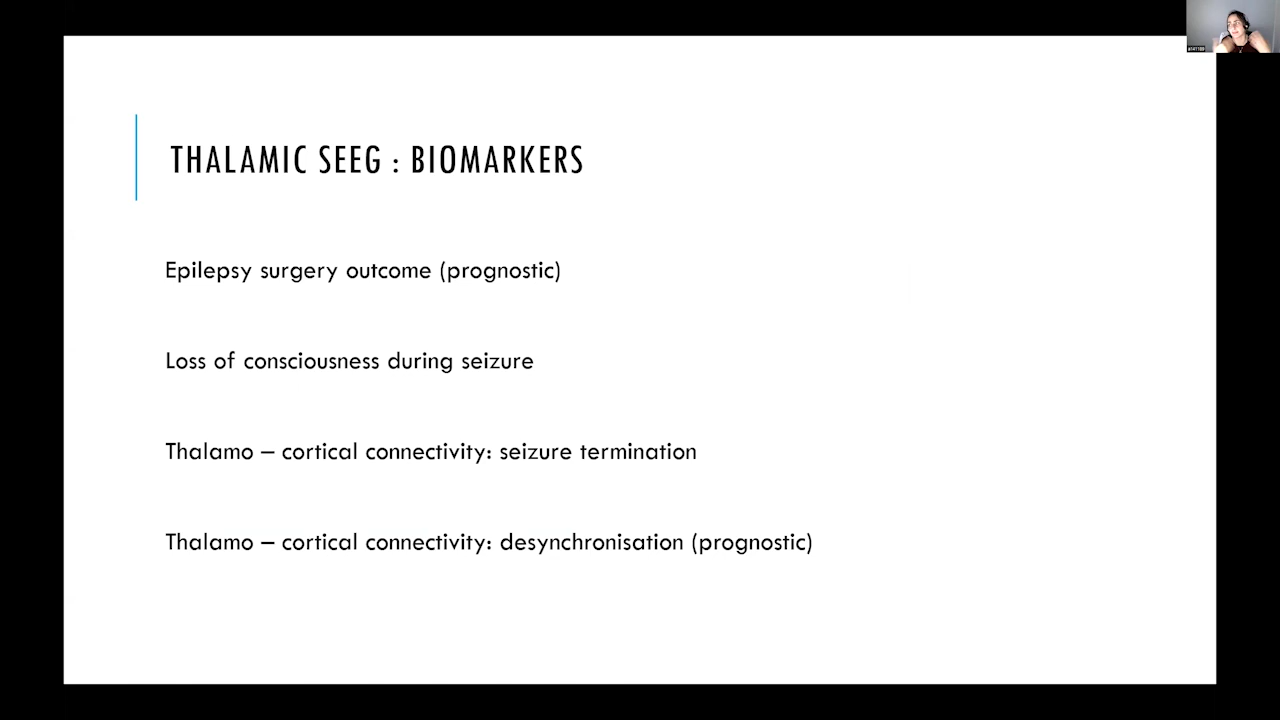 THALAMIC SEEG : BIOMARKERS
Epilepsy surgery outcome (prognostic)
Loss of consciousness during seizure
Thalamo – cortical connectivity: seizure termination
Thalamo – cortical connectivity: desynchronisation (prognostic)